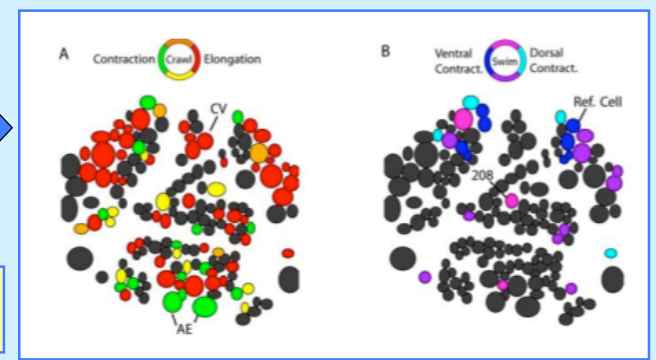 A
Contraction Crawl Elongation
CV
AE
B
Ventral Contract. Swim Dorsal Contract.
Ref. Cell
208